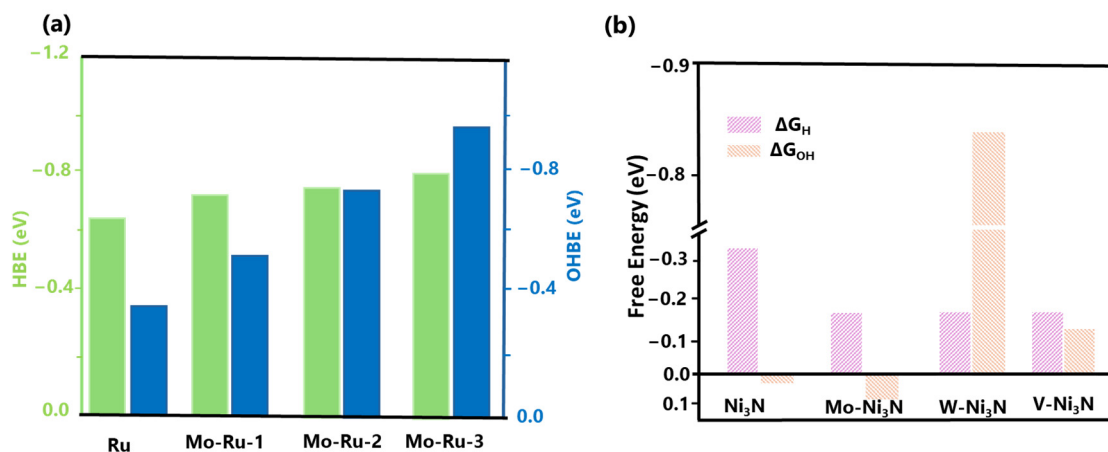 (a)
−1.2
−0.8
−0.4
0.0
HBE (eV)
−0.8
−0.4
0.0
OHBE (eV)
Ru
Mo-Ru-1
Mo-Ru-2
Mo-Ru-3
(b)
−0.9
−0.8
−0.3
−0.2
−0.1
0.0
0.1
Free Energy (eV)
ΔG_H
ΔG_OH
Ni₃N
Mo-Ni₃N
W-Ni₃N
V-Ni₃N